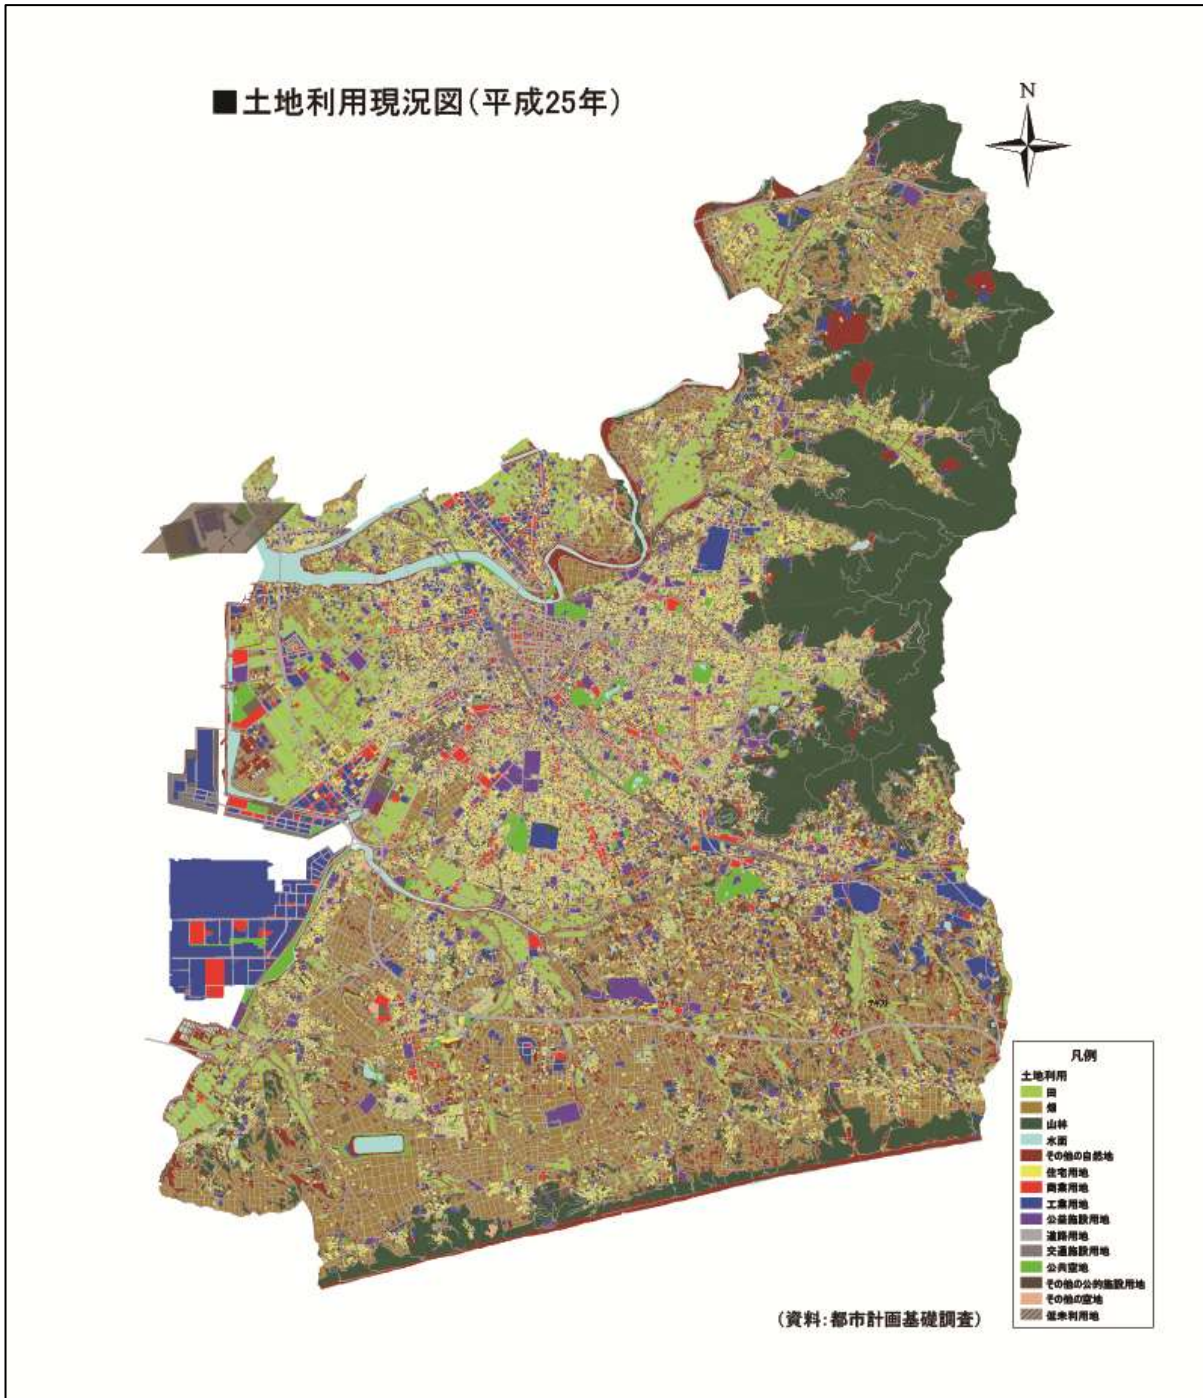 ■土地利用現況図(平成25年)
N
テキスト
凡例
土地利用
田
畑
山林
水面
その他の自然地
住宅用地
商業用地
工業用地
公益施設用地
道路用地
交通施設用地
公共空地
その他の公的施設用地
その他の空地
低未利用地
(資料:都市計画基礎調査)